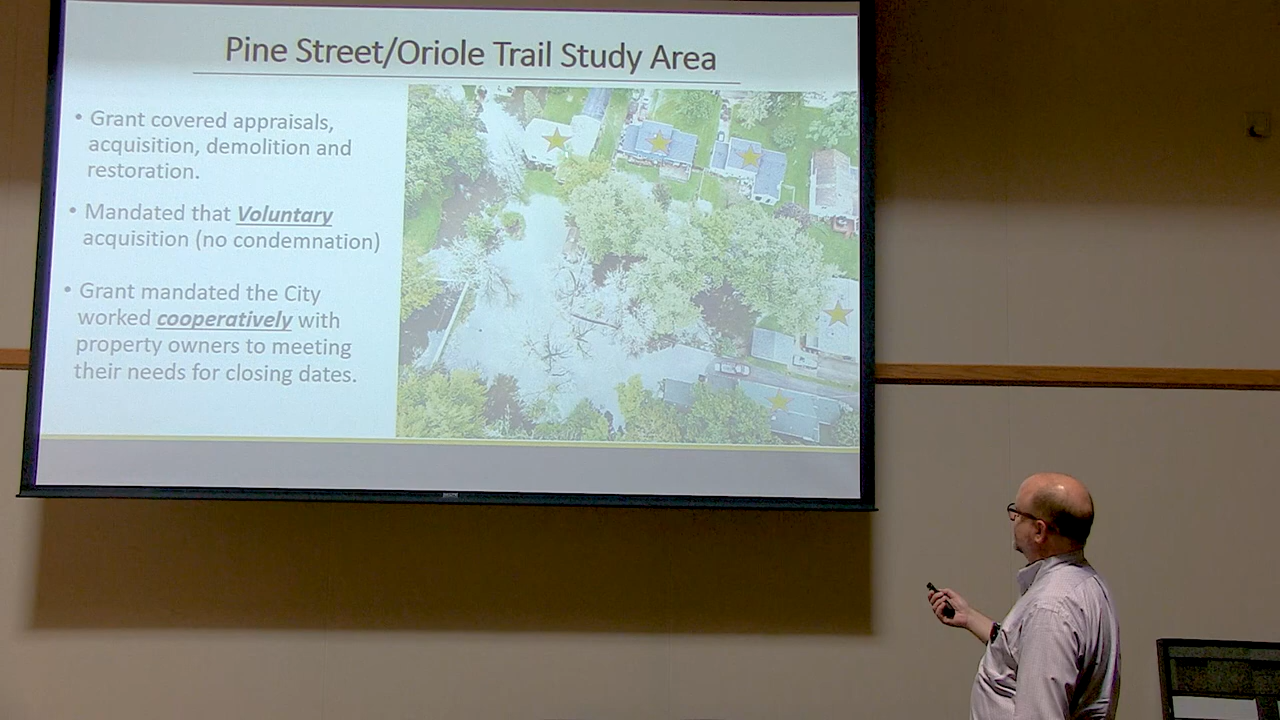 Pine Street/Oriole Trail Study Area
• Grant covered appraisals,
acquisition, demolition and
restoration.
• Mandated that Voluntary
acquisition (no condemnation)
• Grant mandated the City
worked cooperatively with
property owners to meeting
their needs for closing dates.